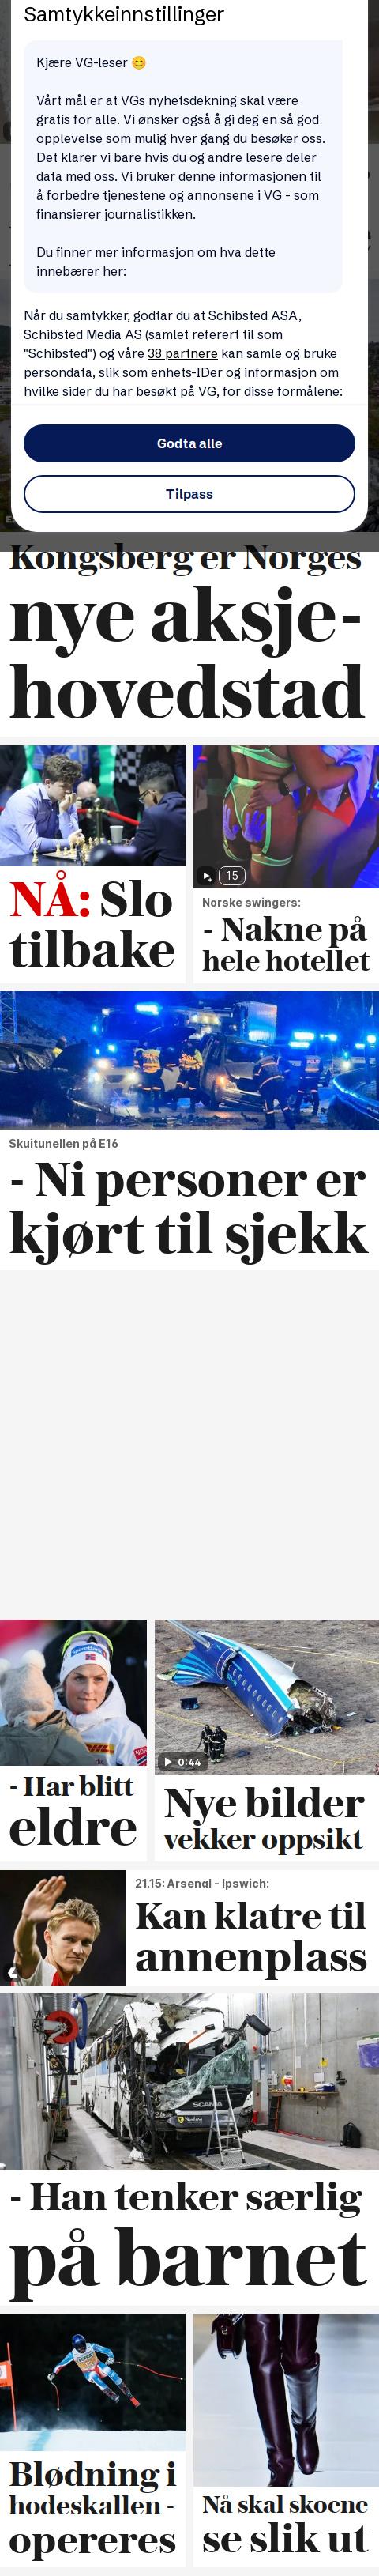 Samtykkeinnstillinger
Kjære VG-leser 😊
Vårt mål er at VGs nyhetsdekning skal være
gratis for alle. Vi ønsker også å gi deg en så god
opplevelse som mulig hver gang du besøker oss.
Det klarer vi bare hvis du og andre lesere deler
data med oss. Vi bruker denne informasjonen til
å forbedre tjenestene og annonsene i VG - som
finansierer journalistikken.
Du finner mer informasjon om hva dette
innebærer her:
Når du samtykker, godtar du at Schibsted ASA,
Schibsted Media AS (samlet referert til som
"Schibsted") og våre 38 partnere kan samle og bruke
persondata, slik som enhets-IDer og informasjon om
hvilke sider du har besøkt på VG, for disse formålene:
Godta alle
Tilpass
Kongsberg er Norges
nye aksje-
hovedstad
15
NÅ: Slo
tilbake
Norske swingers:
- Nakne på
hele hotellet
Skuitunellen på E16
- Ni personer er
kjørt til sjekk
0:44
- Har blitt
eldre
Nye bilder
vekker oppsikt
21.15: Arsenal - Ipswich:
Kan klatre til
annenplass
SCANIA
- Han tenker særlig
på barnet
Blødning i
hodeskallen -
opereres
Nå skal skoene
se slik ut